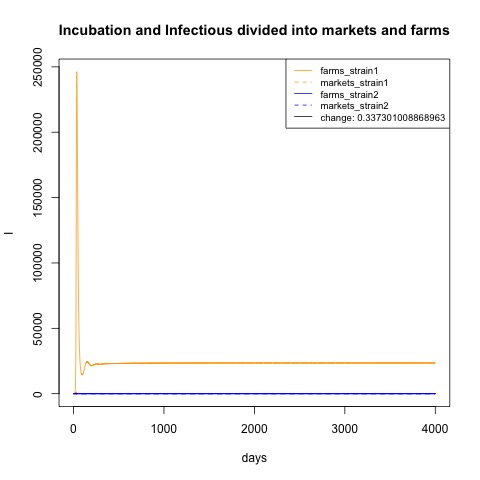 Incubation and Infectious divided into markets and farms
farms_strain1
markets_strain1
farms_strain2
markets_strain2
change: 0.337301008868963
250000
200000
150000
100000
50000
0
I
0 1000 2000 3000 4000
days